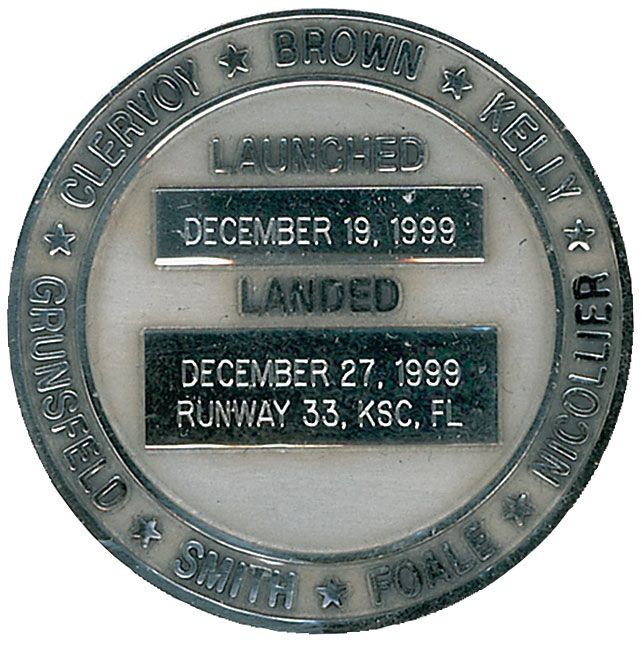 BROWN ★ KELLY ★ NICOLLIER ★ FOALE ★ SMITH ★ GRUNSFELD ★ CLERVOY ★
LAUNCHED
DECEMBER 19, 1999
LANDED
DECEMBER 27, 1999
RUNWAY 33, KSC, FL